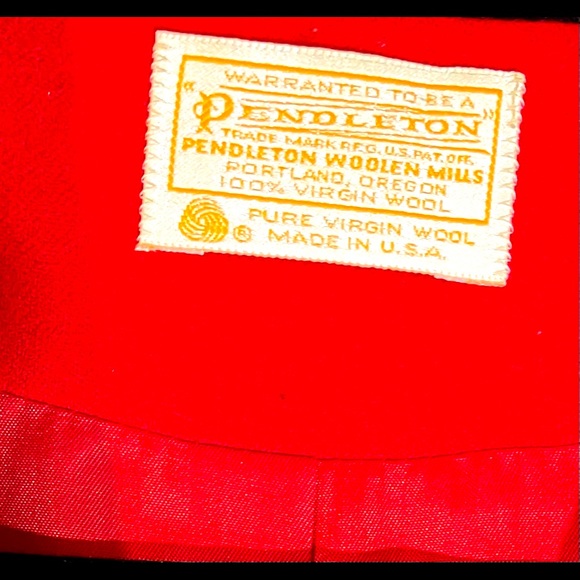 WARRANTED TO BE A
"PENDLETON"
TRADE MARK REG. U.S. PAT. OFF.
PENDLETON WOOLEN MILLS
PORTLAND, OREGON
100% VIRGIN WOOL
PURE VIRGIN WOOL
® MADE IN U.S.A.